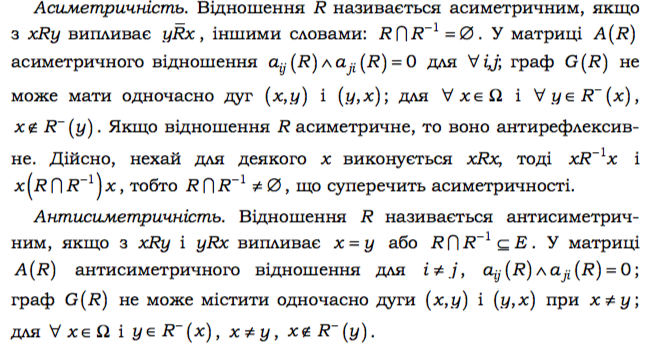 Асиметричність. Відношення R називається асиметричним, якщо
з xRy випливає yR̅x, іншими словами: R⋂R⁻¹ = ∅. У матриці A(R)
асиметричного відношення aᵢⱼ(R)∧aⱼᵢ(R)=0 для ∀i,j; граф G(R) не
може мати одночасно дуг (x,y) і (y,x); для ∀ x∈Ω і ∀ y∈ R⁻(x),
x∉ R⁻(y). Якщо відношення R асиметричне, то воно антирефлексив-
не. Дійсно, нехай для деякого x виконується xRx, тоді xR⁻¹x і
x(R⋂R⁻¹)x, тобто R⋂R⁻¹ ≠ ∅, що суперечить асиметричності.
Антисиметричність. Відношення R називається антисиметрич-
ним, якщо з xRy і yRx випливає x=y або R⋂R⁻¹ ⊆ E. У матриці
A(R) антисиметричного відношення для i≠j, aᵢⱼ(R)∧aⱼᵢ(R)=0;
граф G(R) не може містити одночасно дуги (x,y) і (y,x) при x≠y;
для ∀ x∈Ω і y∈ R⁻(x), x≠y, x∉ R⁻(y).